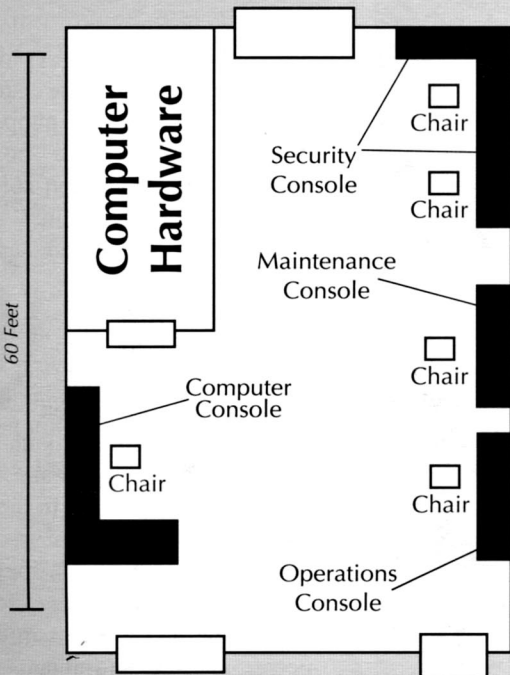 Computer
Hardware
Chair
Security
Console
Chair
Maintenance
Console
Chair
Computer
Console
Chair
Chair
Operations
Console
60 Feet